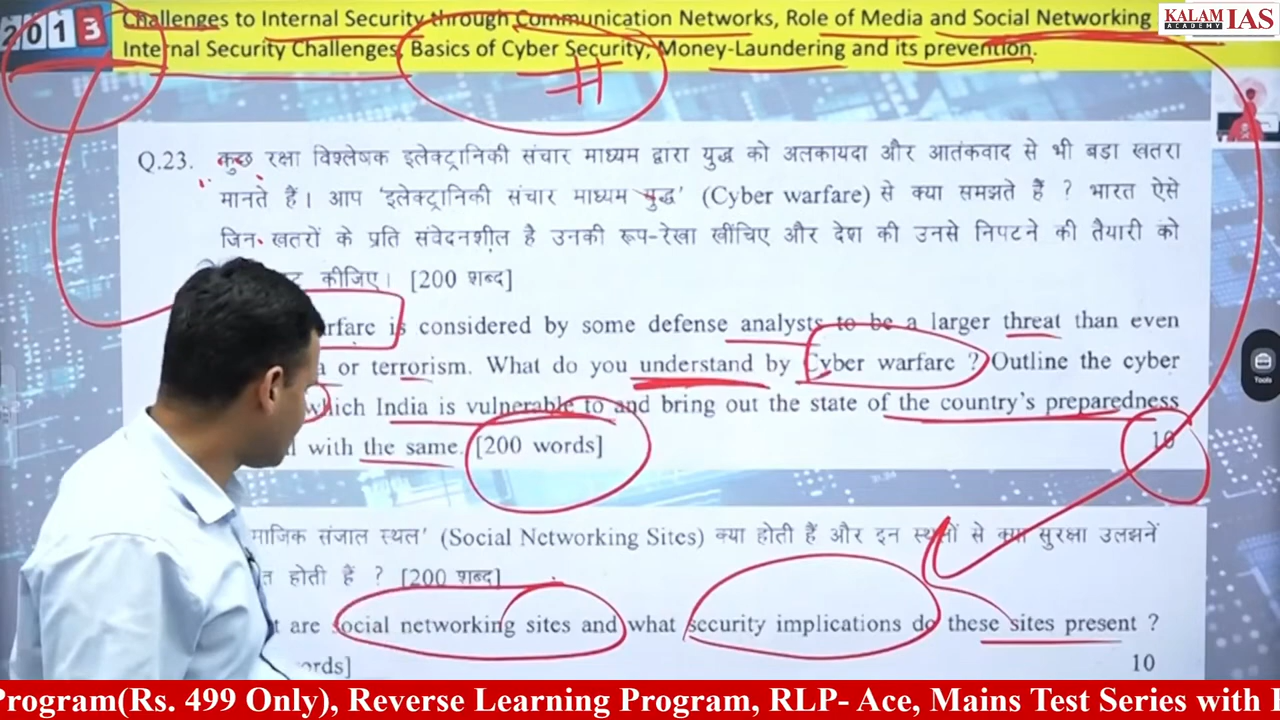 2013 Challenges to Internal Security through Communication Networks, Role of Media and Social Networking
Internal Security Challenges, Basics of Cyber Security, Money-Laundering and its prevention.
KALAM IAS
ACADEMY
Q.23. कुछ रक्षा विश्लेषक इलेक्ट्रानिकी संचार माध्यम द्वारा युद्ध को अलकायदा और आतंकवाद से भी बड़ा खतरा
मानते हैं। आप 'इलेक्ट्रानिकी संचार माध्यम युद्ध' (Cyber warfare) से क्या समझते हैं ? भारत ऐसे
जिन खतरों के प्रति संवेदनशील है उनकी रूप-रेखा खींचिए और देश की उनसे निपटने की तैयारी को
कीजिए। [200 शब्द]
is considered by some defense analysts to be a larger threat than even
or terrorism. What do you understand by Cyber warfare ? Outline the cyber
which India is vulnerable to and bring out the state of the country's preparedness
with the same. [200 words] 10
Tools
संजाल स्थल' (Social Networking Sites) क्या होती हैं और इन स्थलों से क्या सुरक्षा उलझनें
होती हैं ? [200 शब्द]
are social networking sites and what security implications do these sites present ?
10
Program(Rs. 499 Only), Reverse Learning Program, RLP- Ace, Mains Test Series with